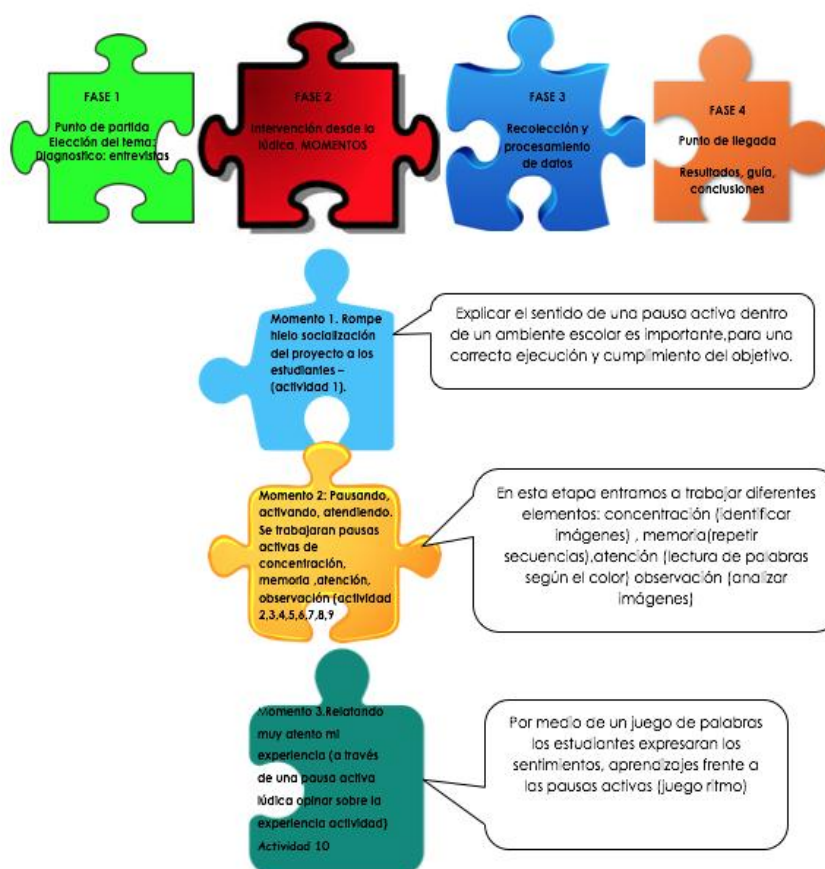 FASE 1
Punto de partida
Elección del tema:
Diagnostico: entrevistas
FASE 2
Intervención desde la
lúdica, MOMENTOS
FASE 3
Recolección y
procesamiento
de datos
FASE 4
Punto de llegada
Resultados, guía,
conclusiones
Momento 1. Rompe
hielo socialización
del proyecto a los
estudiantes –
(actividad 1).
Explicar el sentido de una pausa activa dentro
de un ambiente escolar es importante,para una
correcta ejecución y cumplimiento del objetivo.
Momento 2: Pausando,
activando, atendiendo.
Se trabajaran pausas
activas de
concentración,
memoria ,atención,
observación (actividad
2,3,4,5,6,7,8,9
En esta etapa entramos a trabajar diferentes
elementos: concentración (identificar
imágenes) , memoria(repetir
secuencias),atención (lectura de palabras
según el color) observación (analizar
imágenes)
Momento 3.Relatando
muy atento mi
experiencia (a través
de una pausa activa
lúdica opinar sobre la
experiencia actividad)
Actividad 10
Por medio de un juego de palabras
los estudiantes expresaran los
sentimientos, aprendizajes frente a
las pausas activas (juego ritmo)